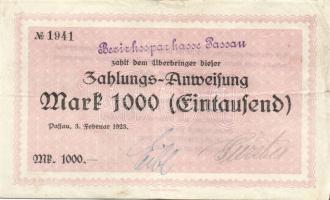 № 1941
Bezirkssparkasse Passau
zahlt dem Überbringer dieser
Zahlungs-Anweisung
Mark 1000 (Eintausend)
Passau, 3. Februar 1923.
Mk. 1000.—